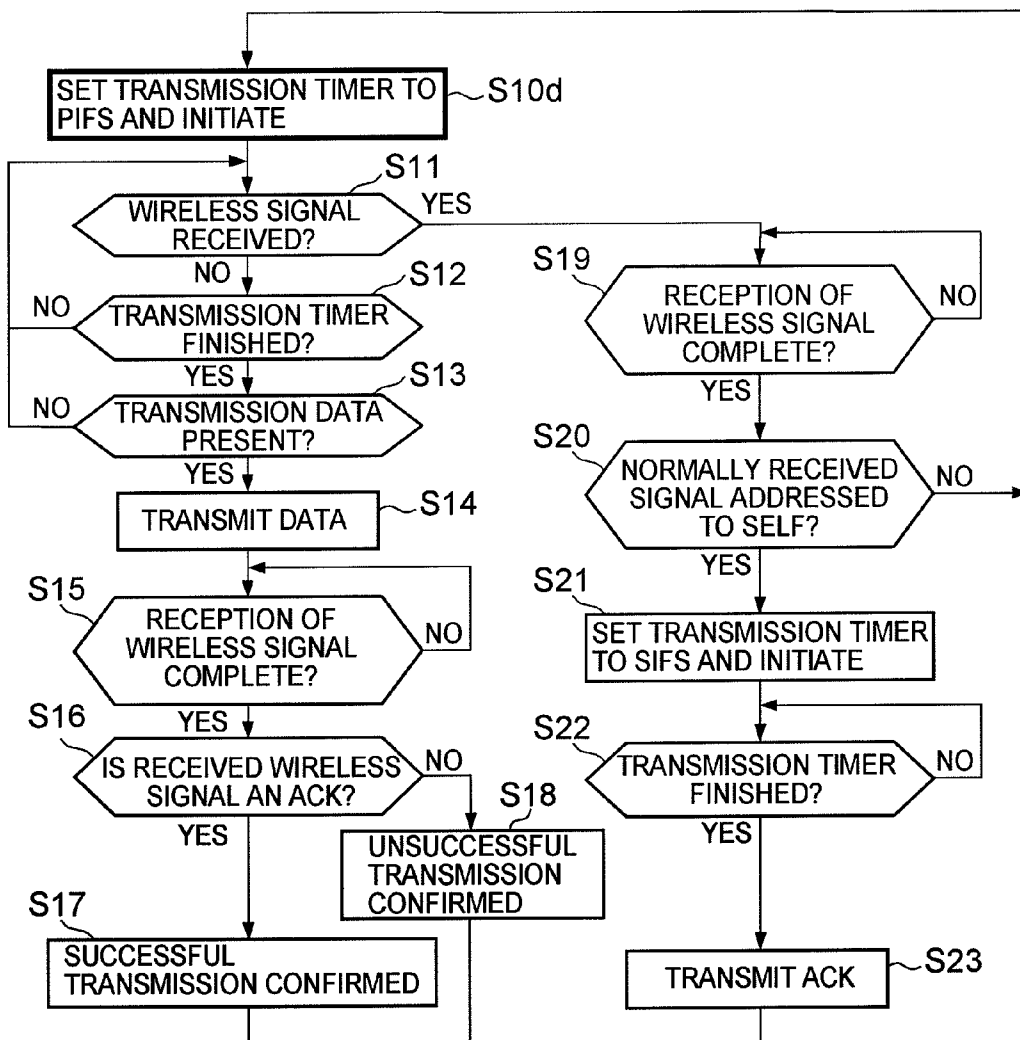 SET TRANSMISSION TIMER TO
PIFS AND INITIATE
S10d
S11
WIRELESS SIGNAL
RECEIVED?
YES
NO
S12
TRANSMISSION TIMER
FINISHED?
NO
YES
S13
TRANSMISSION DATA
PRESENT?
NO
YES
TRANSMIT DATA
S14
S15
RECEPTION OF
WIRELESS SIGNAL
COMPLETE?
NO
YES
S16
IS RECEIVED WIRELESS
SIGNAL AN ACK?
NO
YES
S18
UNSUCCESSFUL
TRANSMISSION
CONFIRMED
S17
SUCCESSFUL
TRANSMISSION CONFIRMED
S19
RECEPTION OF
WIRELESS SIGNAL
COMPLETE?
NO
YES
S20
NORMALLY RECEIVED
SIGNAL ADDRESSED
TO SELF?
NO
YES
S21
SET TRANSMISSION TIMER
TO SIFS AND INITIATE
S22
TRANSMISSION TIMER
FINISHED?
NO
YES
TRANSMIT ACK
S23